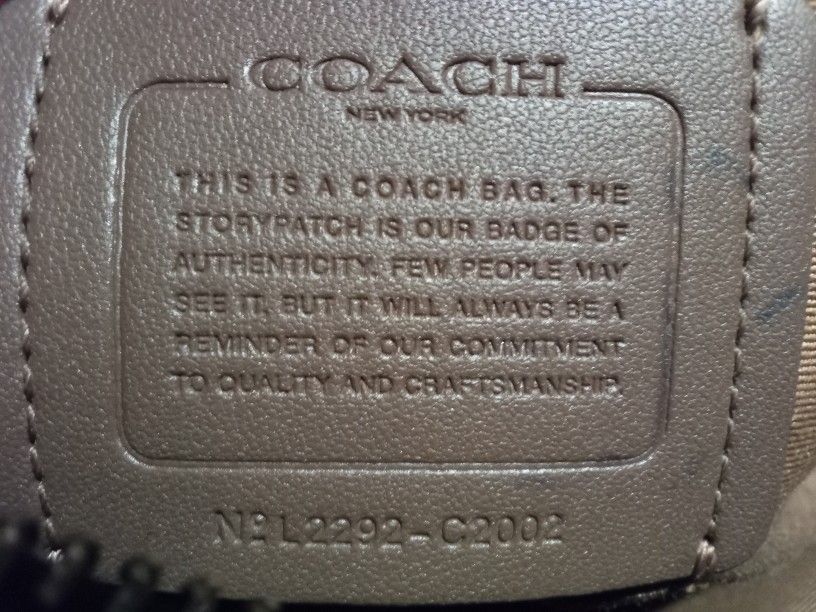 COACH
NEW YORK
THIS IS A COACH BAG. THE
STORYPATCH IS OUR BADGE OF
AUTHENTICITY. FEW PEOPLE MAY
SEE IT, BUT IT WILL ALWAYS BE A
REMINDER OF OUR COMMITMENT
TO QUALITY AND CRAFTSMANSHIP.
Nº L2292-C2002